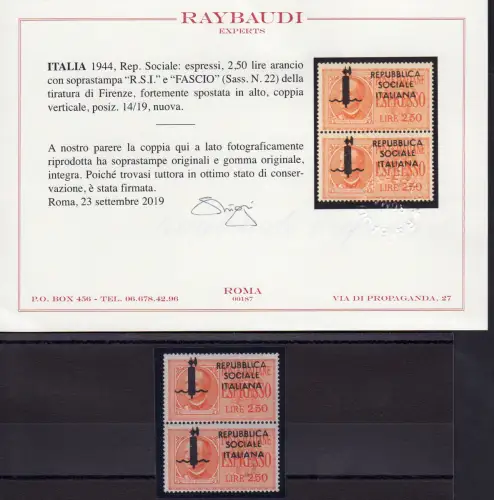 RAYBAUDI
EXPERTS
ITALIA 1944, Rep. Sociale: espressi, 2,50 lire arancio
con soprastampa “R.S.I.” e “FASCIO” (Sass. N. 22) della
tiratura di Firenze, fortemente spostata in alto, coppia
verticale, posiz. 14/19, nuova.
A nostro parere la coppia qui a lato fotograficamente
riprodotta ha soprastampe originali e gomma originale,
integra. Poiché trovasi tuttora in ottimo stato di conser-
vazione, è stata firmata.
Roma, 23 settembre 2019
REPUBBLICA
SOCIALE
ITALIANA
ESPRESSO
LIRE 2,50
REPUBBLICA
SOCIALE
ITALIANA
ESPRESSO
LIRE 2,50
ROMA
00187
P.O. BOX 456 - TEL. 06.678.42.96
VIA DI PROPAGANDA, 27
REPUBBLICA
SOCIALE
ITALIANA
ESPRESSO
LIRE 2,50
REPUBBLICA
SOCIALE
ITALIANA
ESPRESSO
LIRE 2,50